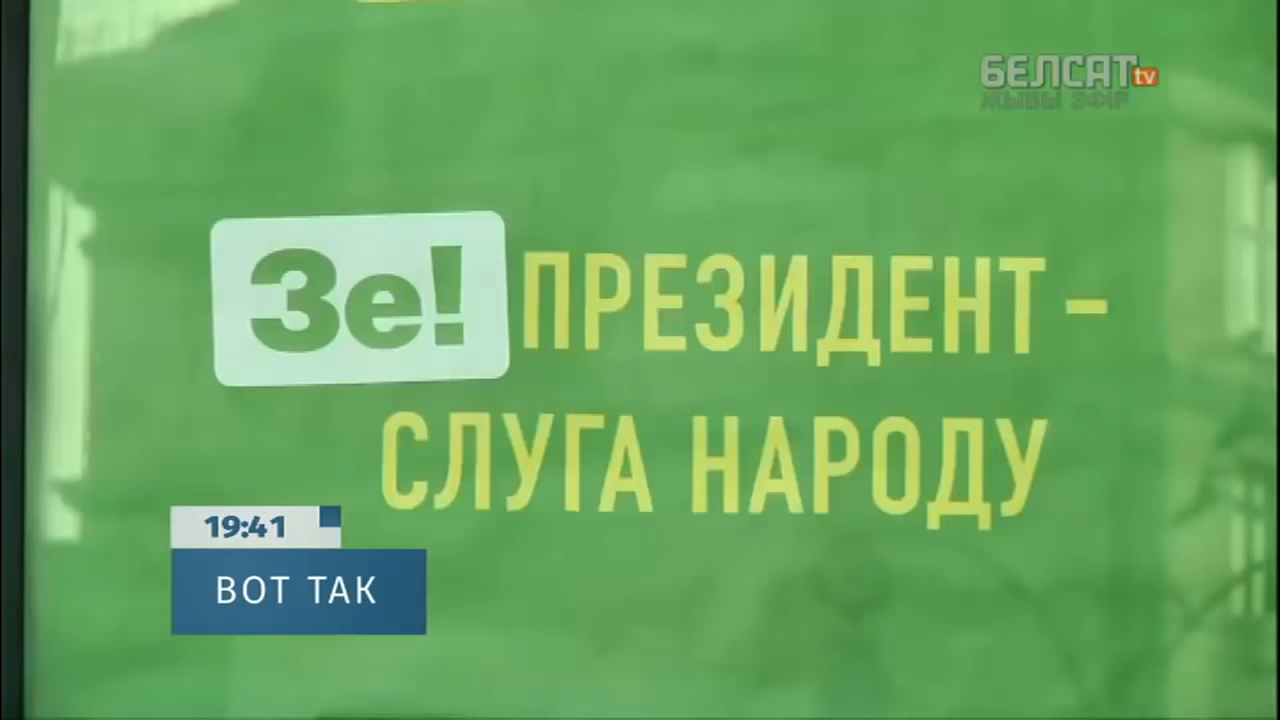 БЕЛСАТ tv
ЖЫВЫ ЭФІР
Зе! ПРЕЗИДЕНТ –
СЛУГА НАРОДУ
19:41
ВОТ ТАК